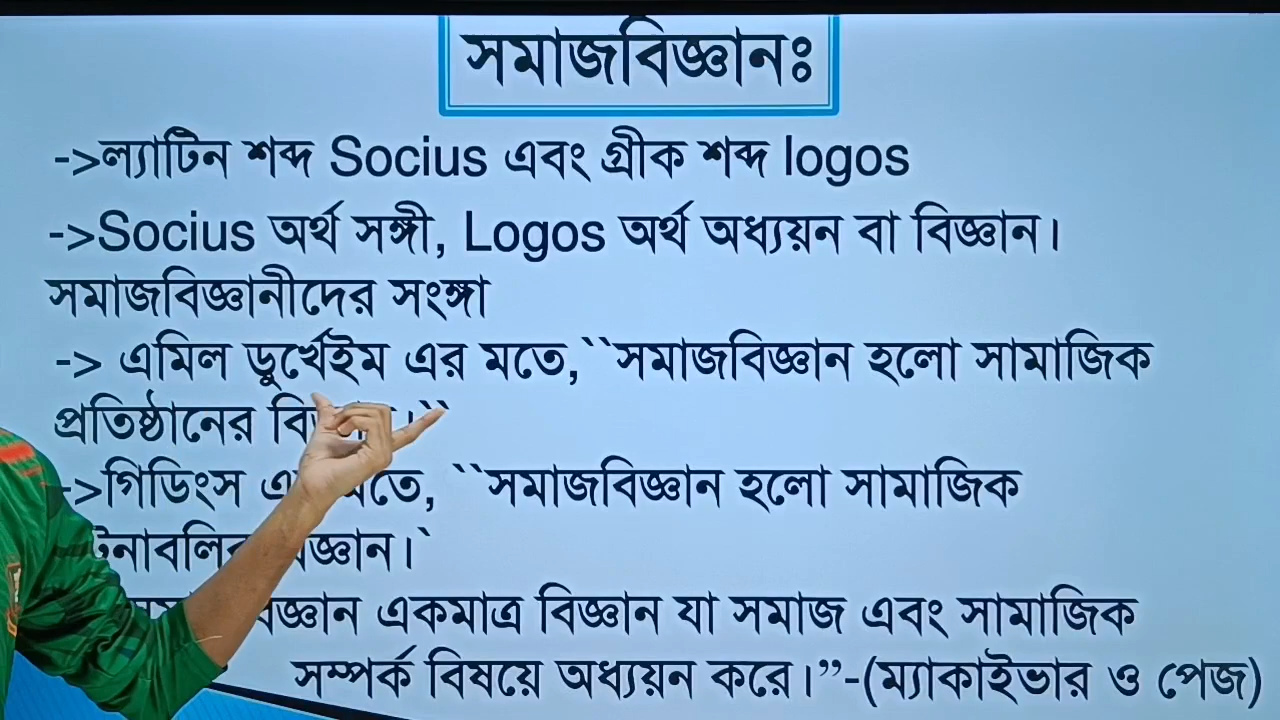 সমাজবিজ্ঞানঃ
->ল্যাটিন শব্দ Socius এবং গ্রীক শব্দ logos
->Socius অর্থ সঙ্গী, Logos অর্থ অধ্যয়ন বা বিজ্ঞান।
সমাজবিজ্ঞানীদের সংঙ্গা
-> এমিল ডুর্খেইম এর মতে,``সমাজবিজ্ঞান হলো সামাজিক
প্রতিষ্ঠানের
->গিডিংস মতে, ``সমাজবিজ্ঞান হলো সামাজিক
একমাত্র বিজ্ঞান যা সমাজ এবং সামাজিক
সম্পর্ক বিষয়ে অধ্যয়ন করে।”-(ম্যাকাইভার ও পেজ)